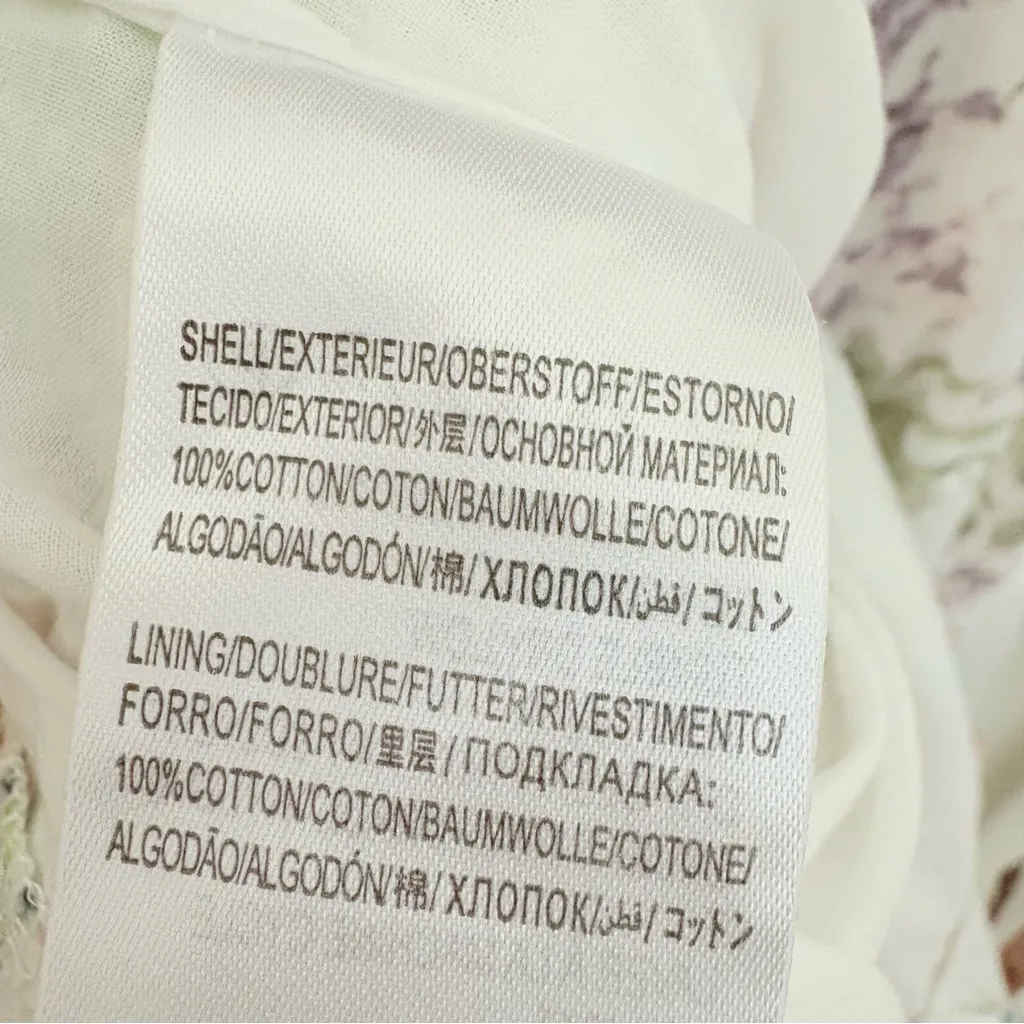 SHELL/EXTERIEUR/OBERSTOFF/ESTORNO/
TECIDO/EXTERIOR/外层/ОСНОВНОЙ МАТЕРИАЛ:
100%COTTON/COTON/BAUMWOLLE/COTONE/
ALGODÃO/ALGODÓN/棉/ХЛОПОК/قطن/コットン
LINING/DOUBLURE/FUTTER/RIVESTIMENTO/
FORRO/FORRO/里层/ПОДКЛАДКА:
100%COTTON/COTON/BAUMWOLLE/COTONE/
ALGODÃO/ALGODÓN/棉/ХЛОПОК/قطن/コットン